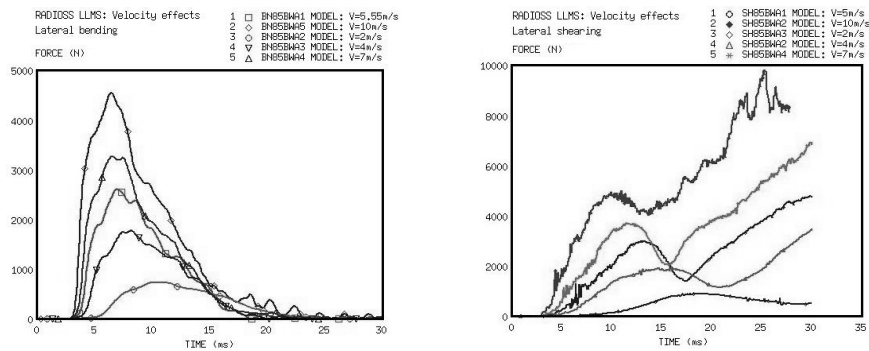 RADIOSS LLMS: Velocity effects
Lateral bending
FORCE (N)
1 BN85BWA1 MODEL: V=5,55m/s
2 BN85BWA5 MODEL: V=10m/s
3 BN85BWA2 MODEL: V=2m/s
4 BN85BWA3 MODEL: V=4m/s
5 BN85BWA4 MODEL: V=7m/s
5000
4000
3000
2000
1000
0
0 5 10 15 20 25 30
TIME (ms)
RADIOSS LLMS: Velocity effects
Lateral shearing
FORCE (N)
1 SH85BWA1 MODEL: V=5m/s
2 SH85BWA2 MODEL: V=10m/s
3 SH85BWA3 MODEL: V=2m/s
4 SH85BWA2 MODEL: V=4m/s
5 SH85BWA4 MODEL: V=7m/s
10000
8000
6000
4000
2000
0
0 5 10 15 20 25 30 35
TIME (ms)